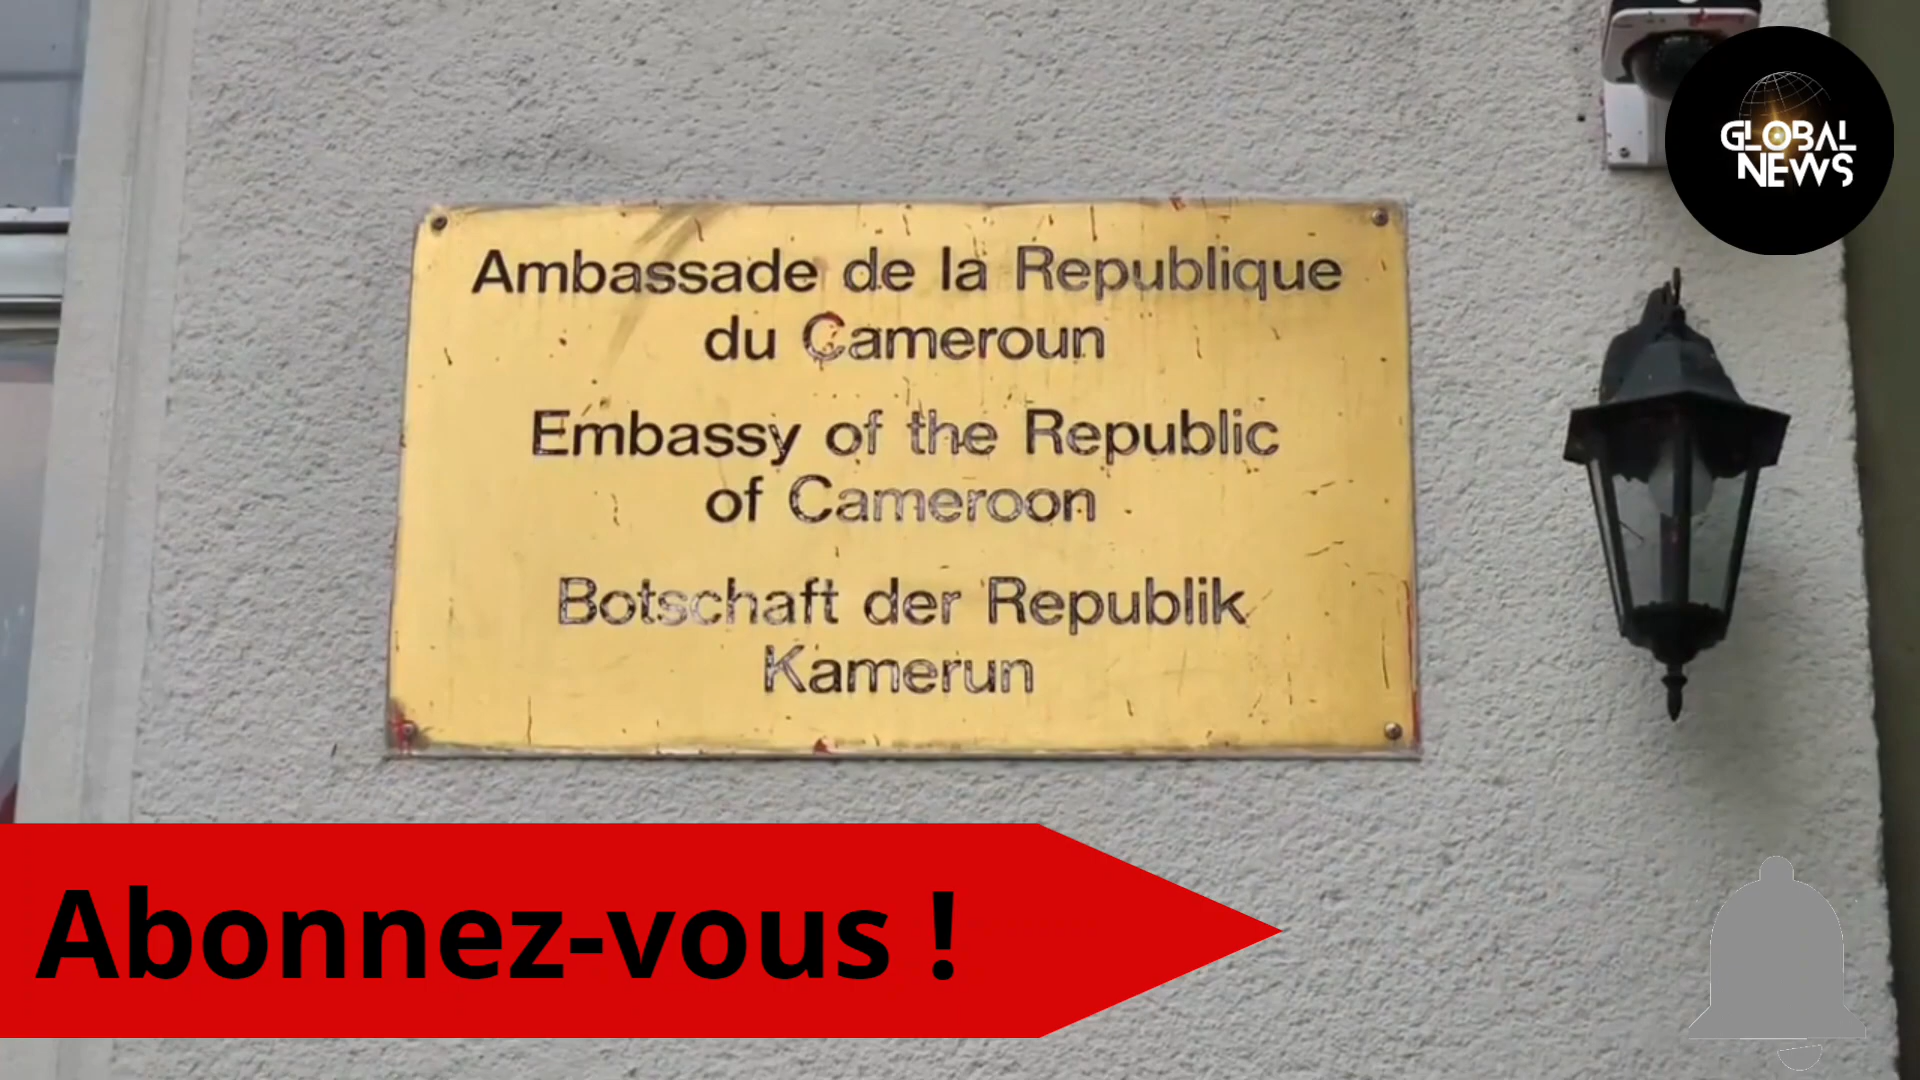 GLOBAL
NEWS
Ambassade de la Republique
du Cameroun
Embassy of the Republic
of Cameroon
Botschaft der Republik
Kamerun
Abonnez-vous !